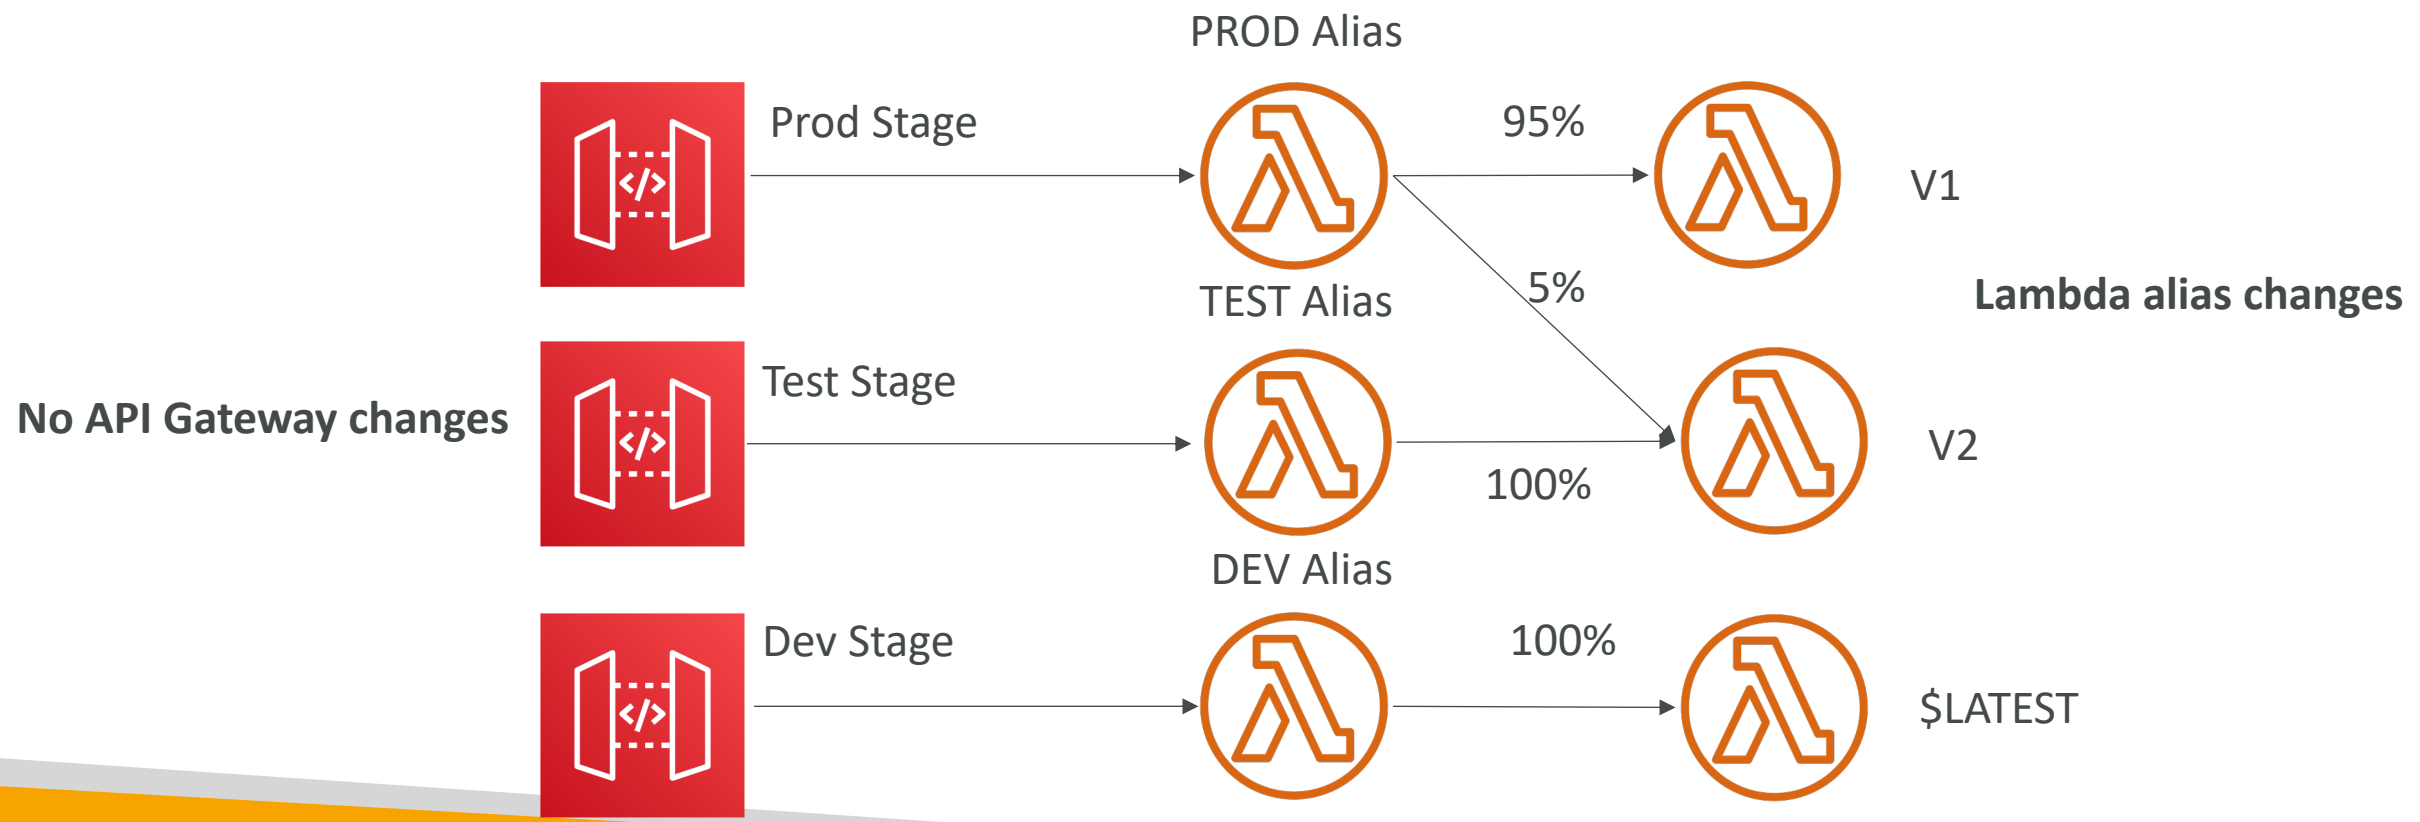 PROD Alias
Prod Stage
95%
V1
</>
5%
TEST Alias
Lambda alias changes
Test Stage
No API Gateway changes
</>
V2
100%
DEV Alias
Dev Stage
100%
</>
$LATEST